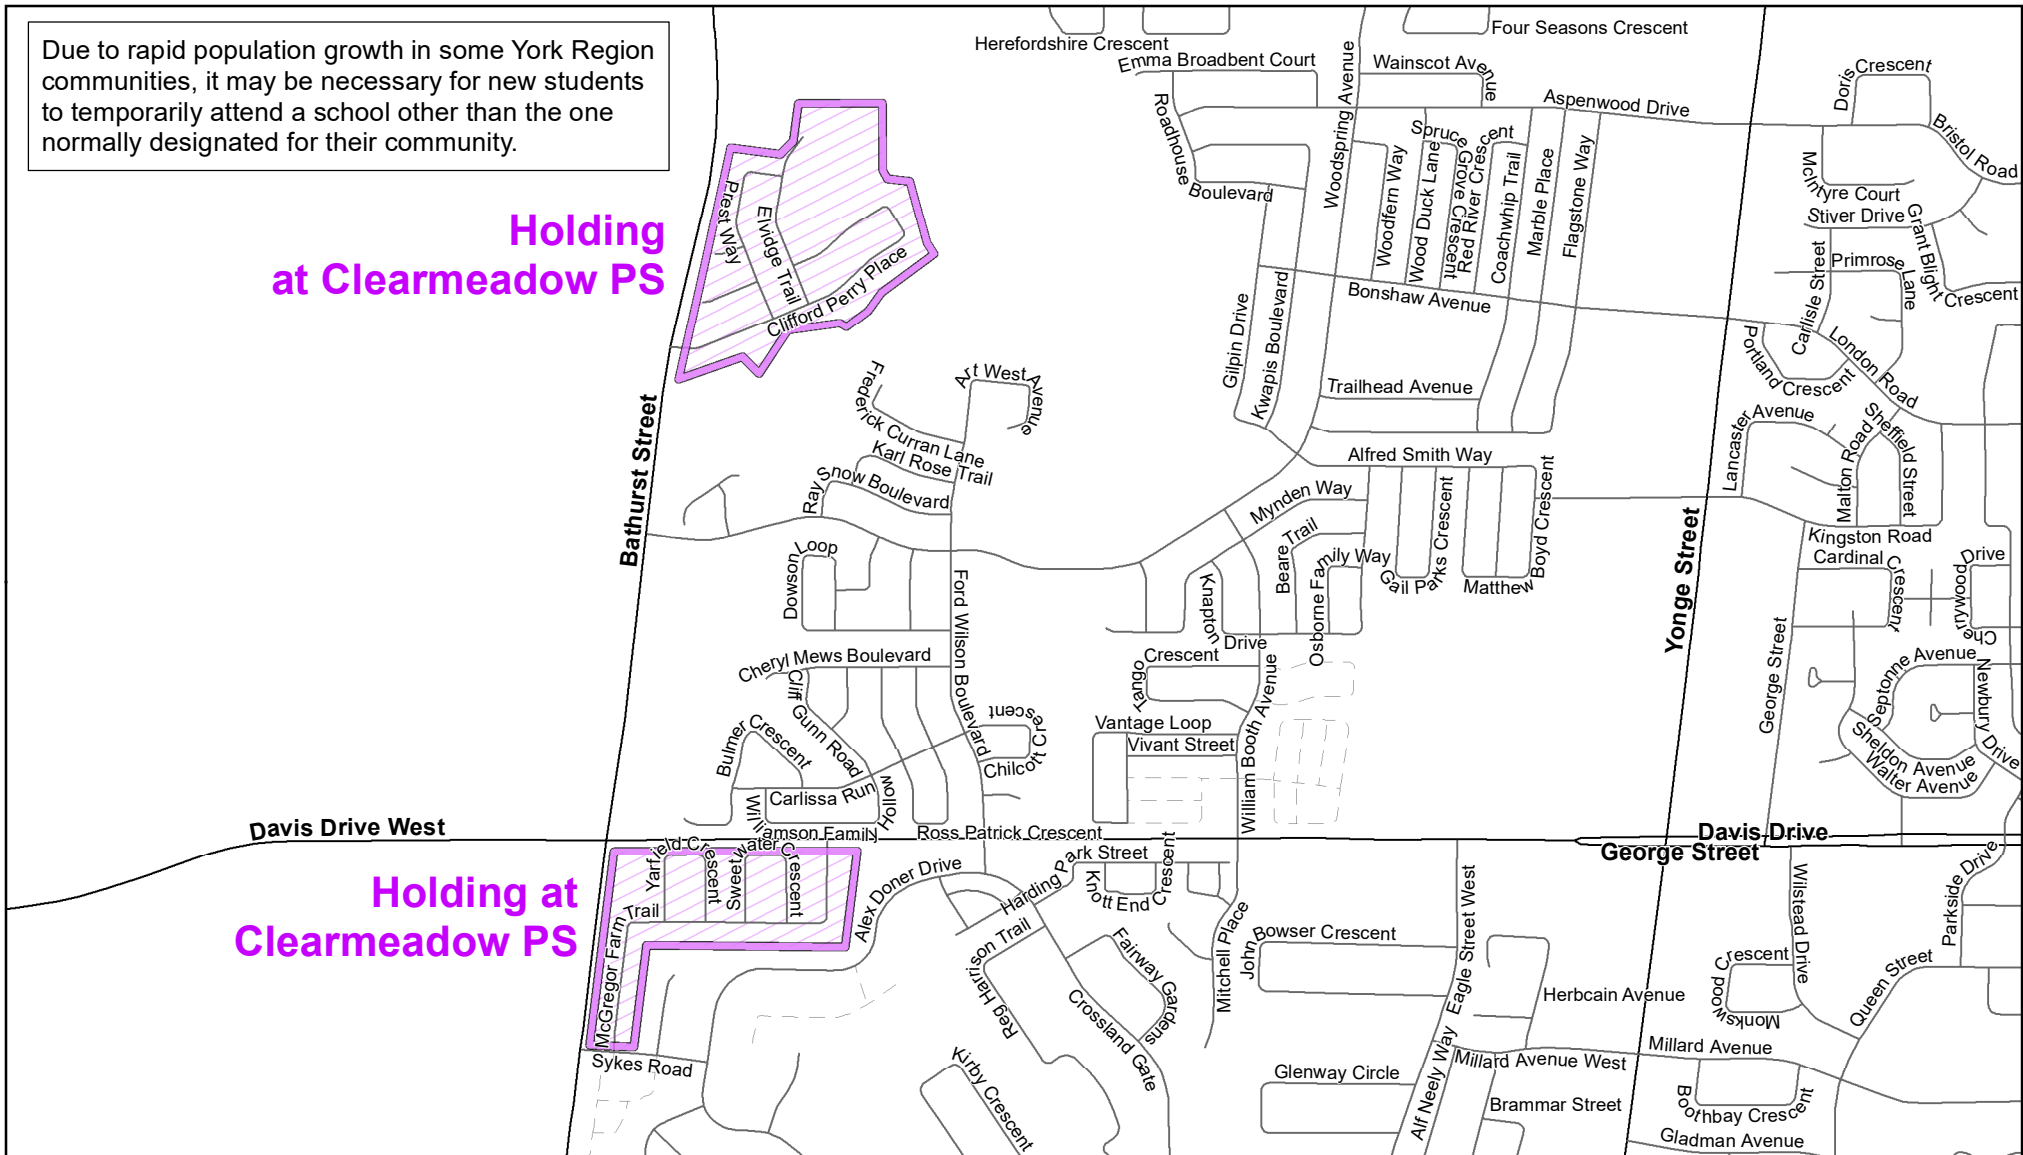 Due to rapid population growth in some York Region
communities, it may be necessary for new students
to temporarily attend a school other than the one
normally designated for their community.
Holding
at Clearmeadow PS
Holding at
Clearmeadow PS
Herefordshire Crescent
Four Seasons Crescent
Emma Broadbent Court
Wainscot Avenue
Aspenwood Drive
Doris Crescent
Bristol Road
Roadhouse Boulevard
Woodspring Avenue
Woodfern Way
Wood Duck Lane
Spruce Grove Crescent
Red River Crescent
Coachwhip Trail
Marble Place
Flagstone Way
McIntyre Court
Stiver Drive
Grant Blight Crescent
Carlisle Street
Primrose Lane
Prest Way
Elvidge Trail
Clifford Perry Place
Bonshaw Avenue
Gilpin Drive
Kwapis Boulevard
Portland Crescent
London Road
Trailhead Avenue
Frederick Curran Lane
Art West Avenue
Karl Rose Trail
Ray Snow Boulevard
Bathurst Street
Lancaster Avenue
Malton Road
Sheffield Street
Alfred Smith Way
Mynden Way
Beare Trail
Osborne Family Way
Gail Parks Crescent
Matthew Boyd Crescent
Yonge Street
Kingston Road
Cardinal Crescent
Cherrywood Drive
Dowson Loop
Ford Wilson Boulevard
Knapton Drive
George Street
Cheryl Mews Boulevard
Cliff Gunn Road
Tango Crescent
William Booth Avenue
Septonne Avenue
Newbury Drive
Sheldon Avenue
Walter Avenue
Bulmer Crescent
Chilcott Crescent
Vantage Loop
Vivant Street
Carlissa Run
Williamson Family Hollow
Ross Patrick Crescent
Davis Drive West
Davis Drive
George Street
Yarfield Crescent
Sweetwater Crescent
McGregor Farm Trail
Alex Doner Drive
Harding Park Street
Knott End Crescent
Reg Harrison Trail
Fairway Gardens
Crossland Gate
Mitchell Place
John Bowser Crescent
Eagle Street West
Wilstead Drive
Parkside Drive
Queen Street
Monkswood Crescent
Herbcain Avenue
Sykes Road
Kirby Crescent
Millard Avenue West
Millard Avenue
Glenway Circle
Alf Neely Way
Brammar Street
Boothbay Crescent
Gladman Avenue